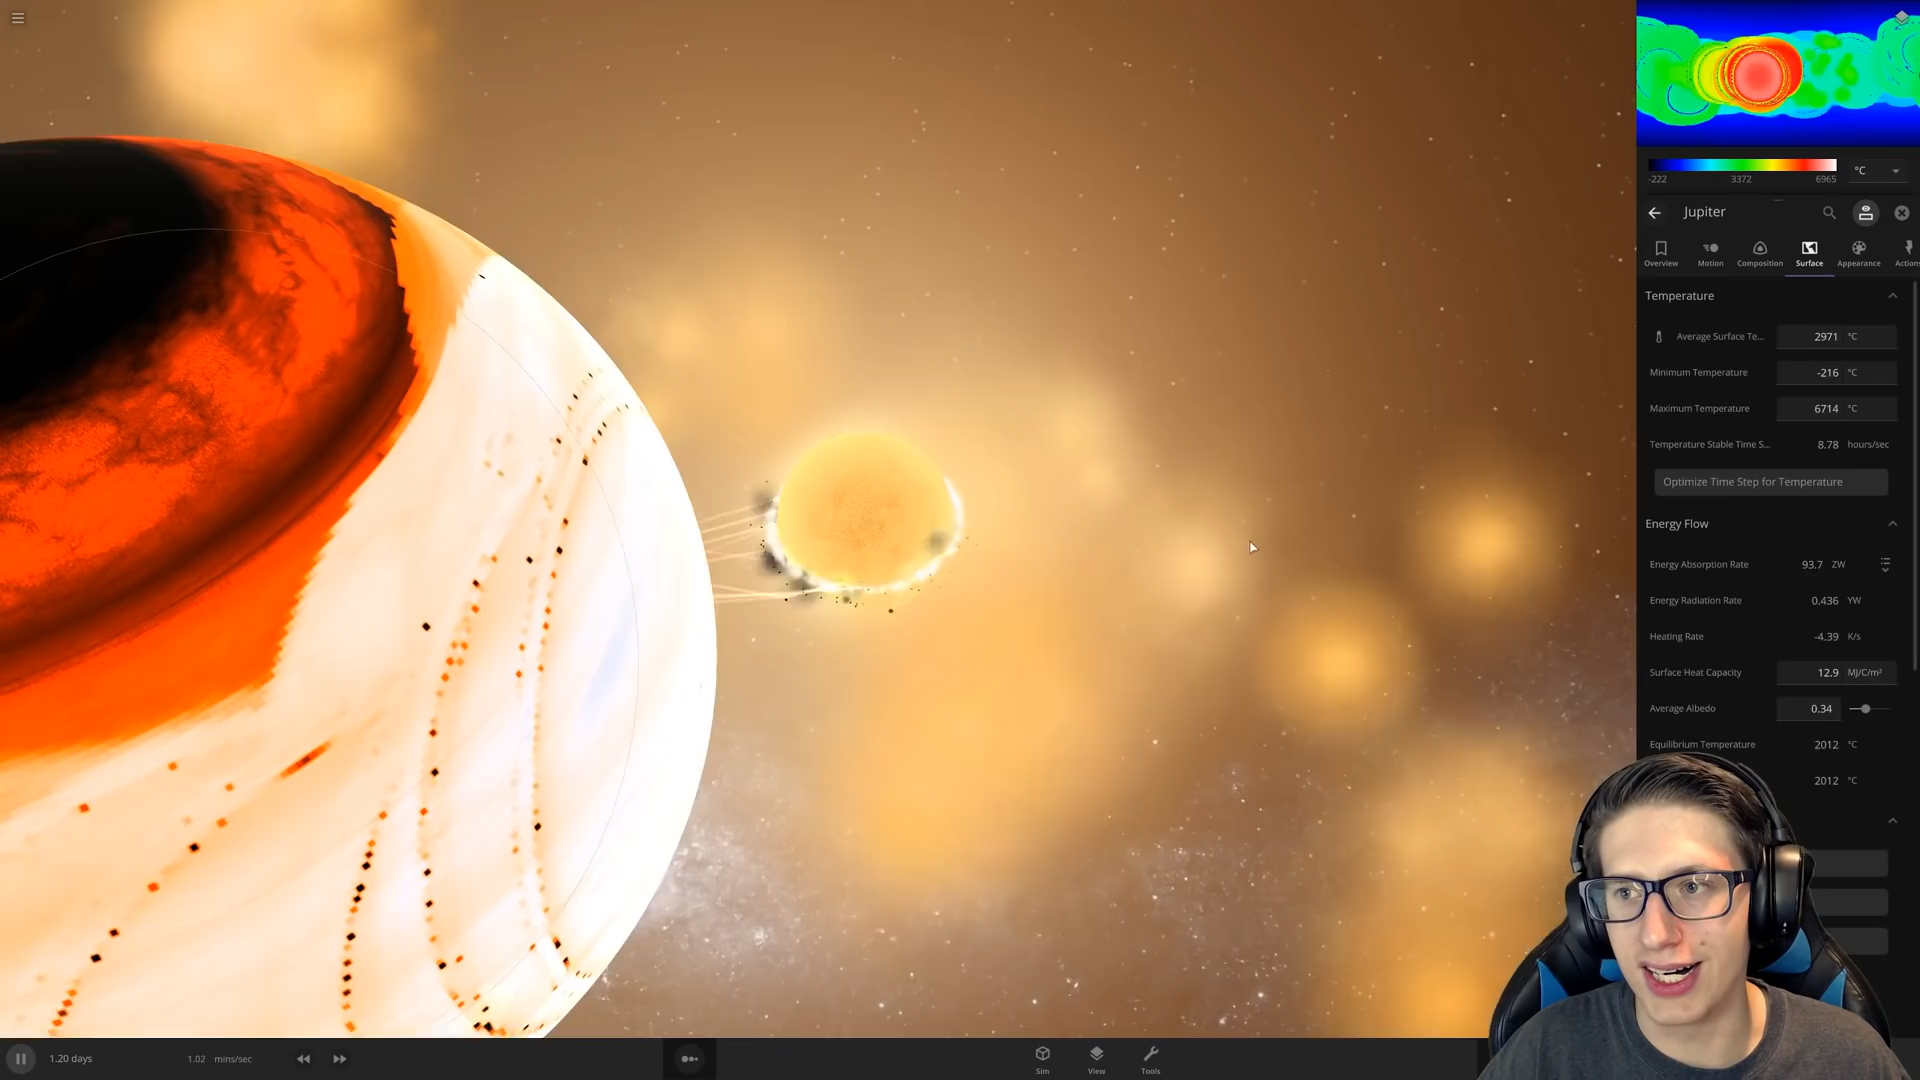 -222 3372 6965 °C
Jupiter
Overview Motion Composition Surface Appearance Actions
Temperature
Average Surface Te... 2971 °C
Minimum Temperature -216 °C
Maximum Temperature 6714 °C
Temperature Stable Time S... 8.78 hours/sec
Optimize Time Step for Temperature
Energy Flow
Energy Absorption Rate 93.7 ZW
Energy Radiation Rate 0.436 YW
Heating Rate -4.39 K/s
Surface Heat Capacity 12.9 MJ/C/m²
Average Albedo 0.34
Equilibrium Temperature 2012 °C
2012 °C
1.20 days 1.02 mins/sec
Sim View Tools